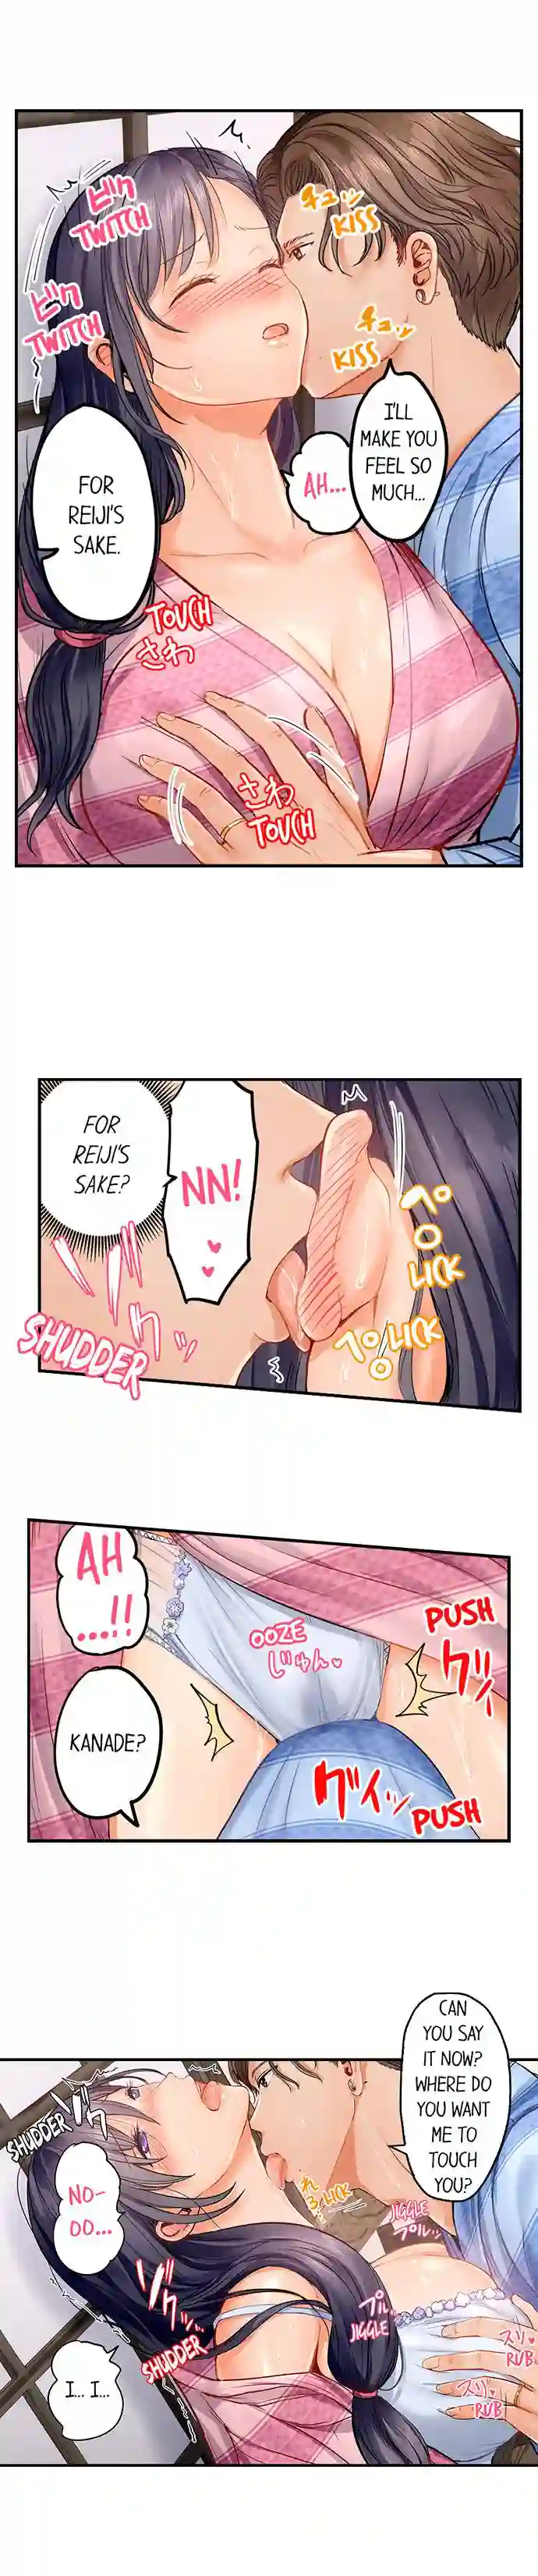 ビク
TWITCH
ビク
TWITCH
チュッ
KISS
チュッ
KISS
I'LL
MAKE YOU
FEEL SO
MUCH...
AH...
FOR
REIJI'S
SAKE.
TOUCH
さわ
さわ
TOUCH
FOR
REIJI'S
SAKE?
NN!
SHUDDER
ペロ
LICK
ペロ
LICK
AH
...!!
KANADE?
OOZE
じゅん
PUSH
グッ
グイッ
PUSH
CAN
YOU SAY
IT NOW?
WHERE DO
YOU WANT
ME TO
TOUCH
YOU?
SHUDDER
NO-
OO...
れろ
LICK
JIGGLE
プルッ
プルッ
JIGGLE
SHUDDER
スリ
RUB
スリ
RUB
I... I...